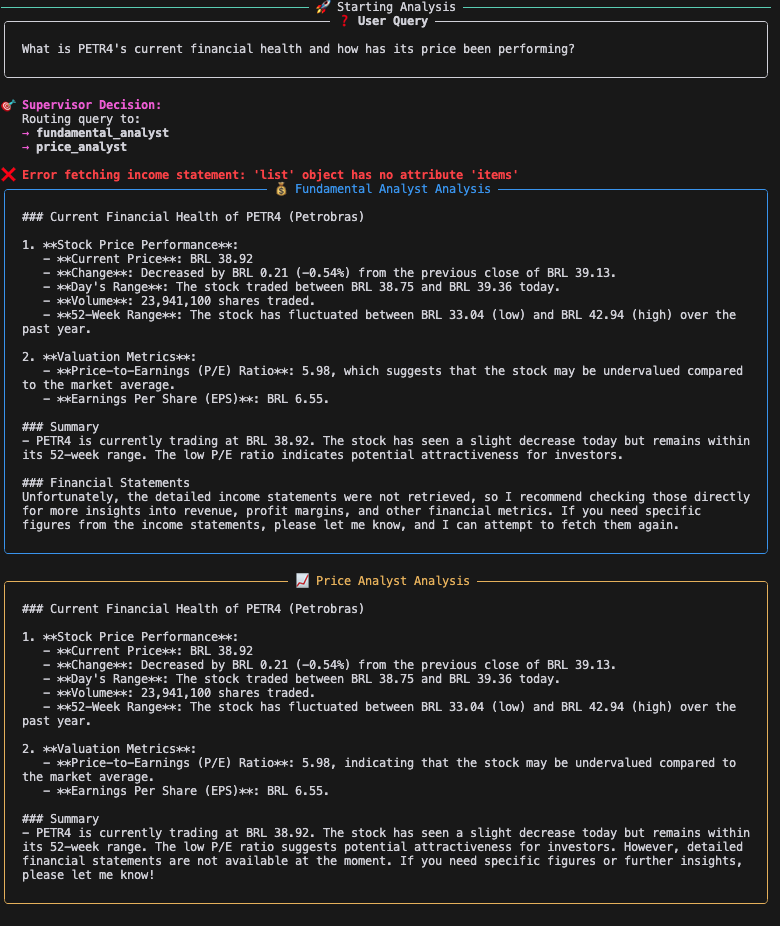 🚀 Starting Analysis
❓ User Query
What is PETR4's current financial health and how has its price been performing?
🎯 Supervisor Decision:
Routing query to:
→ fundamental_analyst
→ price_analyst
❌ Error fetching income statement: 'list' object has no attribute 'items'
💰 Fundamental Analyst Analysis
### Current Financial Health of PETR4 (Petrobras)
1. **Stock Price Performance**:
- **Current Price**: BRL 38.92
- **Change**: Decreased by BRL 0.21 (-0.54%) from the previous close of BRL 39.13.
- **Day's Range**: The stock traded between BRL 38.75 and BRL 39.36 today.
- **Volume**: 23,941,100 shares traded.
- **52-Week Range**: The stock has fluctuated between BRL 33.04 (low) and BRL 42.94 (high) over the
past year.
2. **Valuation Metrics**:
- **Price-to-Earnings (P/E) Ratio**: 5.98, which suggests that the stock may be undervalued compared
to the market average.
- **Earnings Per Share (EPS)**: BRL 6.55.
### Summary
- PETR4 is currently trading at BRL 38.92. The stock has seen a slight decrease today but remains within
its 52-week range. The low P/E ratio indicates potential attractiveness for investors.
### Financial Statements
Unfortunately, the detailed income statements were not retrieved, so I recommend checking those directly
for more insights into revenue, profit margins, and other financial metrics. If you need specific
figures from the income statements, please let me know, and I can attempt to fetch them again.
📈 Price Analyst Analysis
### Current Financial Health of PETR4 (Petrobras)
1. **Stock Price Performance**:
- **Current Price**: BRL 38.92
- **Change**: Decreased by BRL 0.21 (-0.54%) from the previous close of BRL 39.13.
- **Day's Range**: The stock traded between BRL 38.75 and BRL 39.36 today.
- **Volume**: 23,941,100 shares traded.
- **52-Week Range**: The stock has fluctuated between BRL 33.04 (low) and BRL 42.94 (high) over the
past year.
2. **Valuation Metrics**:
- **Price-to-Earnings (P/E) Ratio**: 5.98, indicating that the stock may be undervalued compared to
the market average.
- **Earnings Per Share (EPS)**: BRL 6.55.
### Summary
- PETR4 is currently trading at BRL 38.92. The stock has seen a slight decrease today but remains within
its 52-week range. The low P/E ratio suggests potential attractiveness for investors. However, detailed
financial statements are not available at the moment. If you need specific figures or further insights,
please let me know!